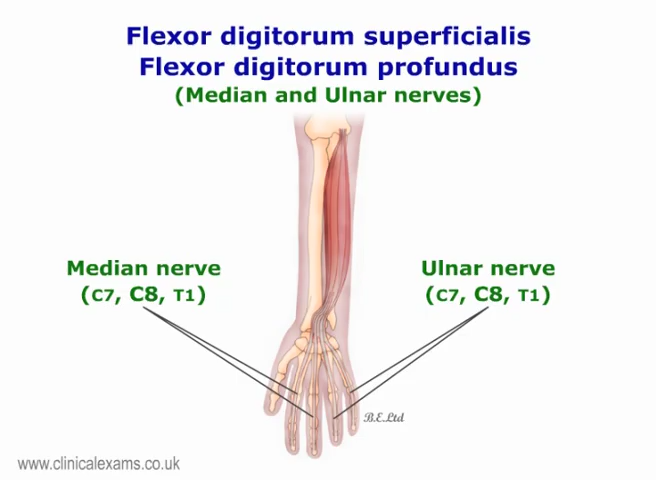 Flexor digitorum superficialis
Flexor digitorum profundus
(Median and Ulnar nerves)
Median nerve
(C7, C8, T1)
Ulnar nerve
(C7, C8, T1)
B.E.Ltd
www.clinicalexams.co.uk